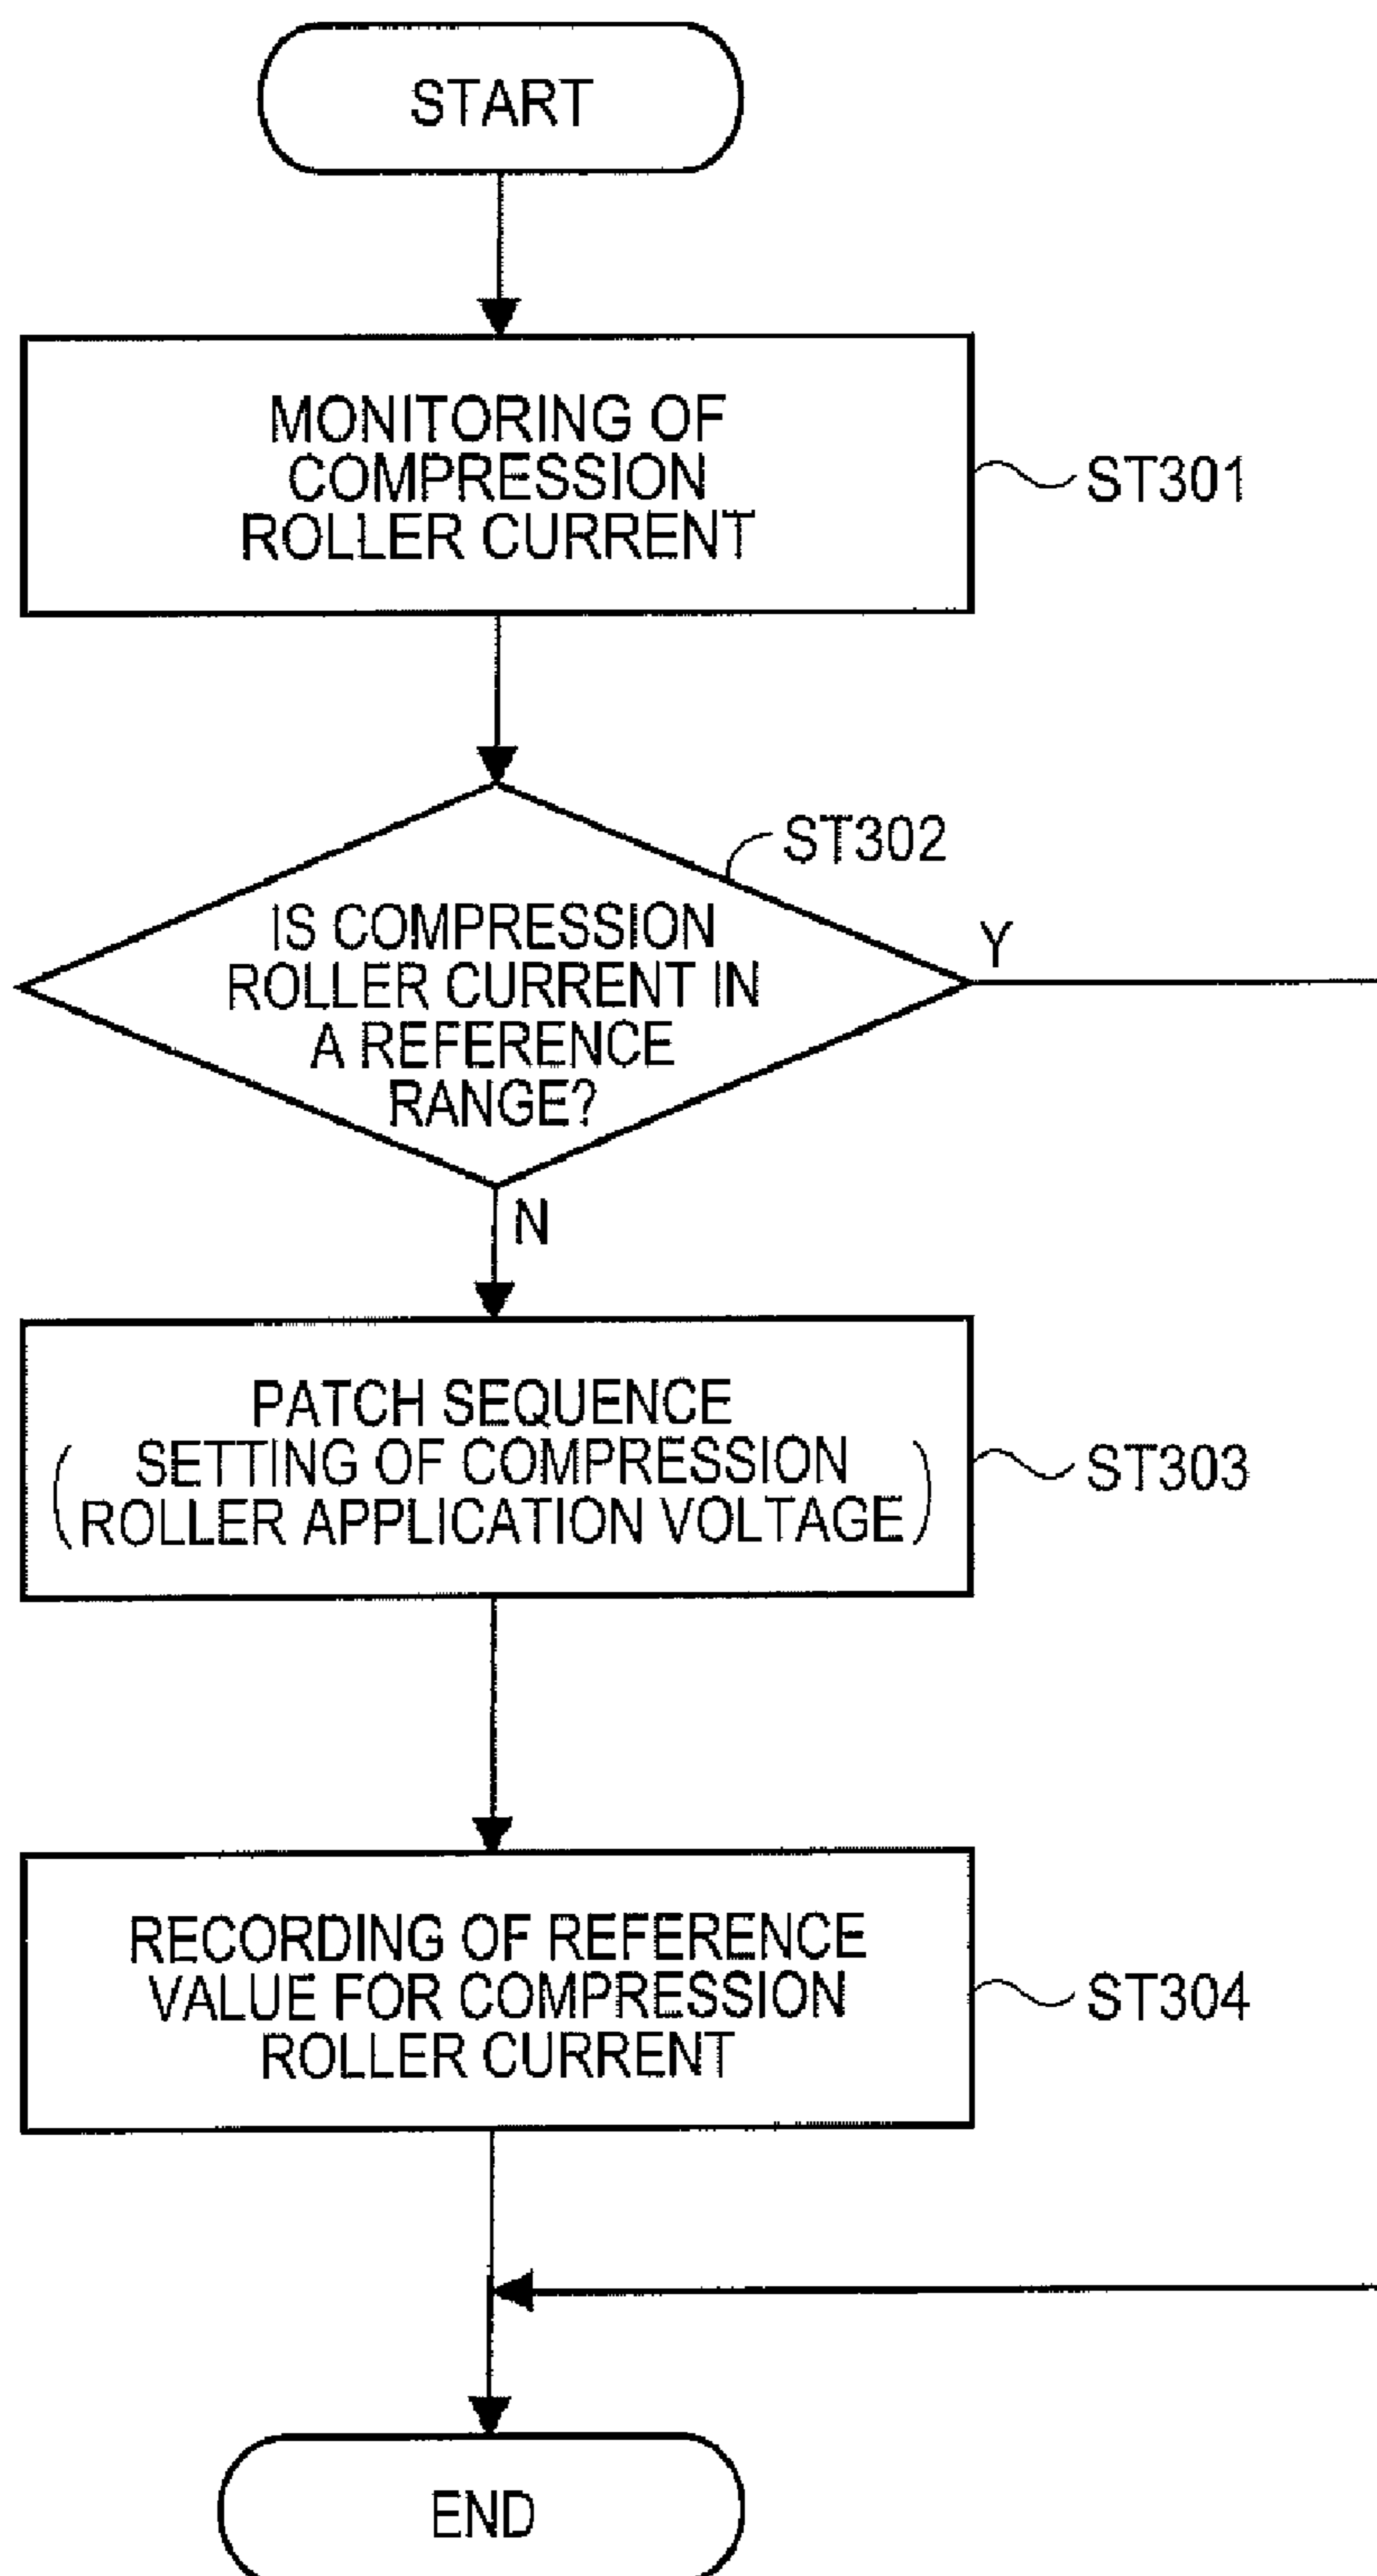 START
MONITORING OF
COMPRESSION
ROLLER CURRENT
ST301
ST302
IS COMPRESSION
ROLLER CURRENT IN
A REFERENCE
RANGE?
Y
N
PATCH SEQUENCE
(SETTING OF COMPRESSION
ROLLER APPLICATION VOLTAGE)
ST303
RECORDING OF REFERENCE
VALUE FOR COMPRESSION
ROLLER CURRENT
ST304
END